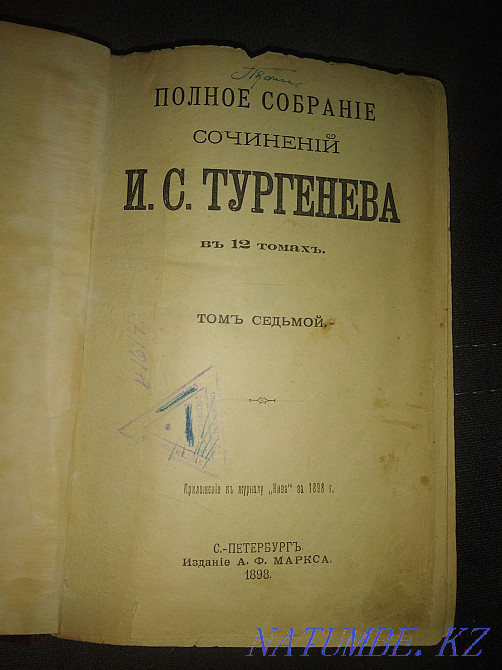 ПОЛНОЕ СОБРАНІЕ
СОЧИНЕНІЙ
И. С. ТУРГЕНЕВА
въ 12 томахъ.
ТОМЪ СЕДЬМОЙ.
Приложеніе къ журналу „Нива" за 1898 г.
С.-ПЕТЕРБУРГЪ.
Изданіе А. Ф. МАРКСА.
1898.
NATUMBE.KZ